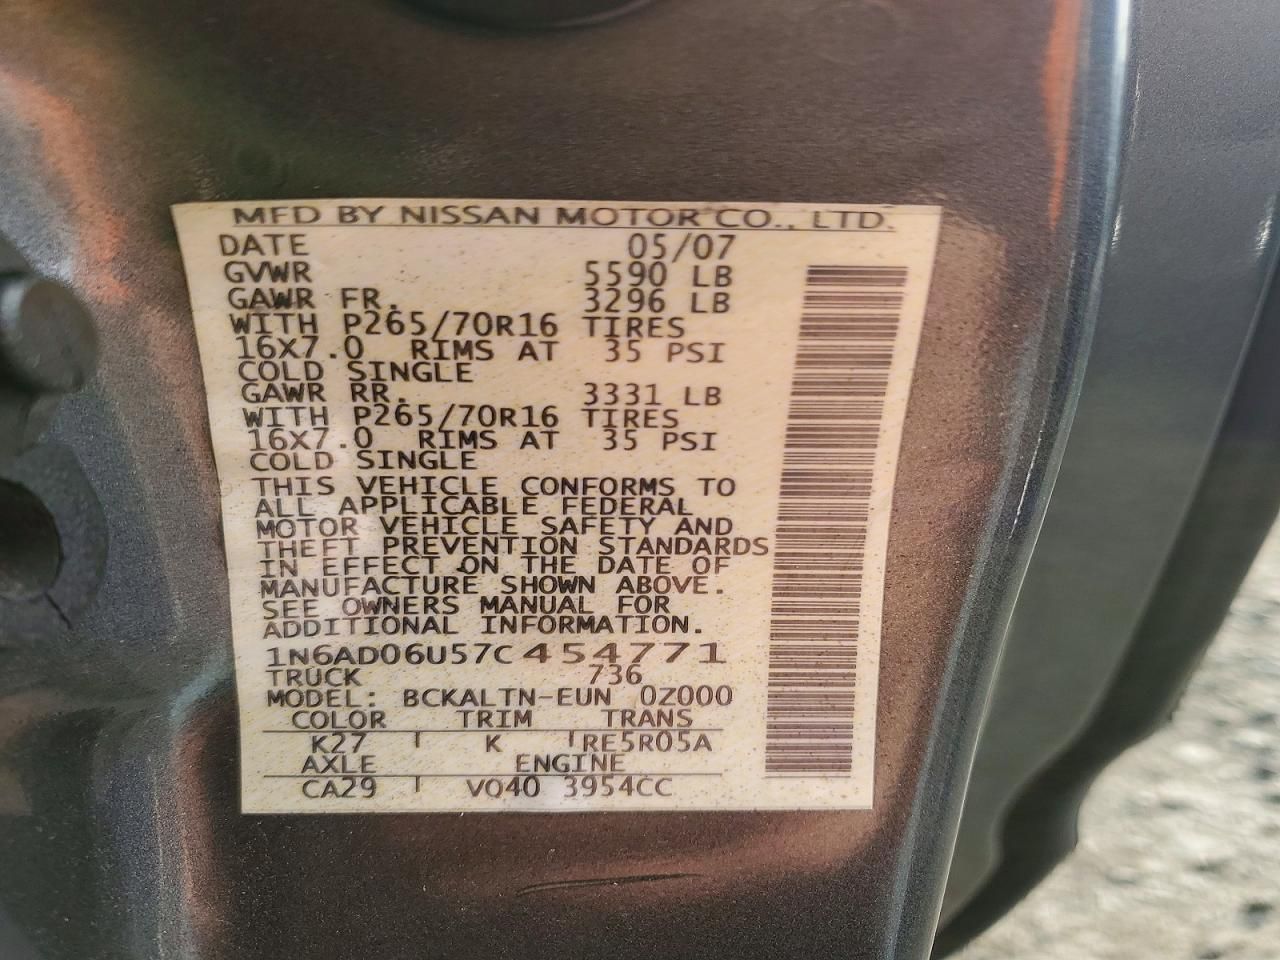 MFD BY NISSAN MOTOR CO., LTD.
DATE 05/07
GVWR 5590 LB
GAWR FR. 3296 LB
WITH P265/70R16 TIRES
16X7.0 RIMS AT 35 PSI
COLD SINGLE
GAWR RR. 3331 LB
WITH P265/70R16 TIRES
16X7.0 RIMS AT 35 PSI
COLD SINGLE
THIS VEHICLE CONFORMS TO
ALL APPLICABLE FEDERAL
MOTOR VEHICLE SAFETY AND
THEFT PREVENTION STANDARDS
IN EFFECT ON THE DATE OF
MANUFACTURE SHOWN ABOVE.
SEE OWNERS MANUAL FOR
ADDITIONAL INFORMATION.
1N6AD06U57C454771
TRUCK 736
MODEL: BCKALTN-EUN 0Z000
COLOR TRIM TRANS
K27 K RE5R05A
AXLE ENGINE
CA29 VQ40 3954CC